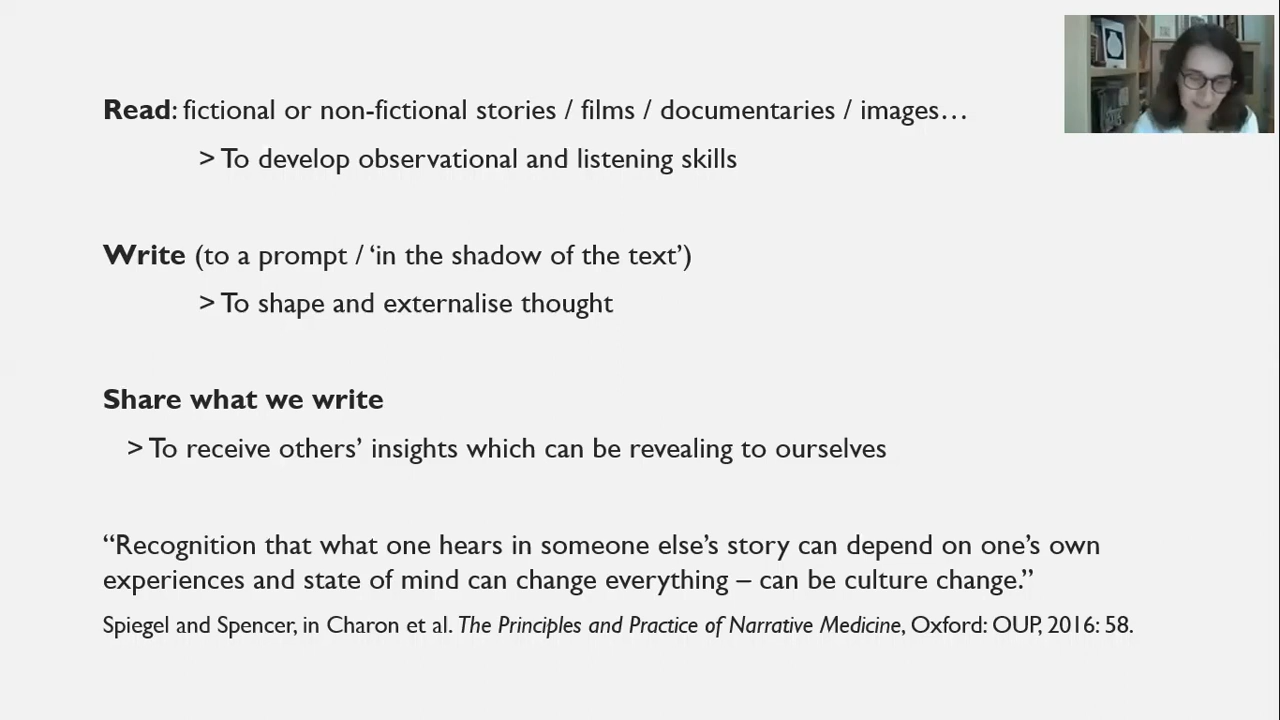 Read: fictional or non-fictional stories / films / documentaries / images…
> To develop observational and listening skills
Write (to a prompt / ‘in the shadow of the text’)
> To shape and externalise thought
Share what we write
> To receive others’ insights which can be revealing to ourselves
“Recognition that what one hears in someone else’s story can depend on one’s own
experiences and state of mind can change everything – can be culture change.”
Spiegel and Spencer, in Charon et al. The Principles and Practice of Narrative Medicine, Oxford: OUP, 2016: 58.